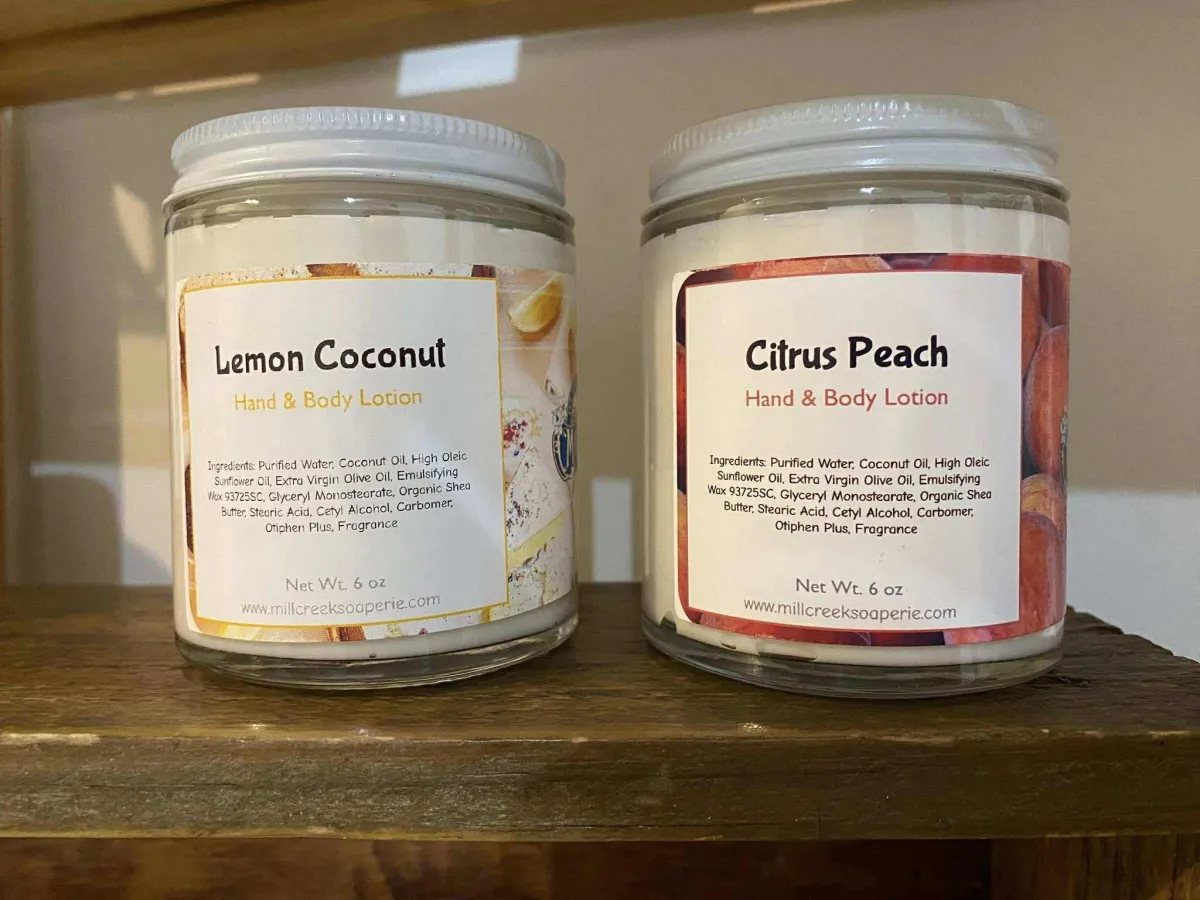 Lemon Coconut
Hand & Body Lotion
Ingredients: Purified Water, Coconut Oil, High Oleic
Sunflower Oil, Extra Virgin Olive Oil, Emulsifying
Wax 93725SC, Glyceryl Monostearate, Organic Shea
Butter, Stearic Acid, Cetyl Alcohol, Carbomer,
Otiphen Plus, Fragrance
Net Wt. 6 oz
www.millcreeksoaperie.com
Citrus Peach
Hand & Body Lotion
Ingredients: Purified Water, Coconut Oil, High Oleic
Sunflower Oil, Extra Virgin Olive Oil, Emulsifying
Wax 93725SC, Glyceryl Monostearate, Organic Shea
Butter, Stearic Acid, Cetyl Alcohol, Carbomer,
Otiphen Plus, Fragrance
Net Wt. 6 oz
www.millcreeksoaperie.com